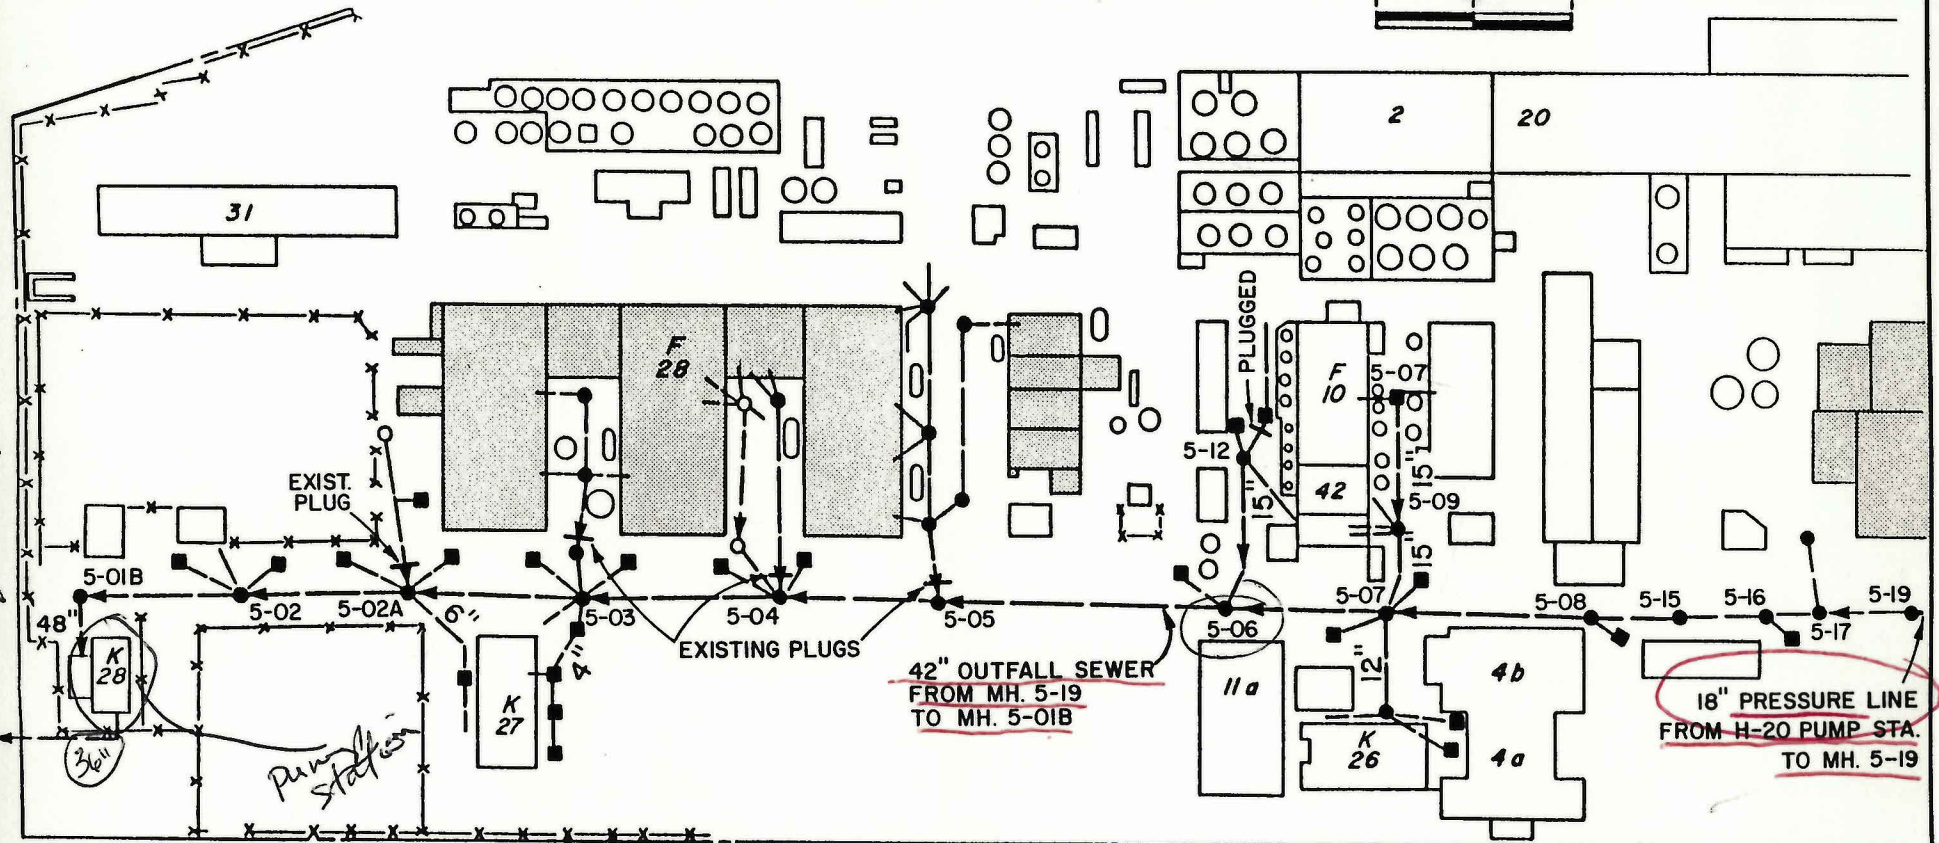 2
20
31
PLUGGED
F
28
F
10
5-07
5-12
15"
42
15"
5-09
EXIST.
PLUG
15"
5-01B
5-02
5-02A
5-03
5-04
5-05
5-06
5-07
5-08
5-15
5-16
5-17
5-19
48"
6"
4"
EXISTING PLUGS
12"
K
28
K
27
42" OUTFALL SEWER
FROM MH. 5-19
TO MH. 5-01B
11a
4b
18" PRESSURE LINE
FROM H-20 PUMP STA.
TO MH. 5-19
K
26
4a
36"
pump
station